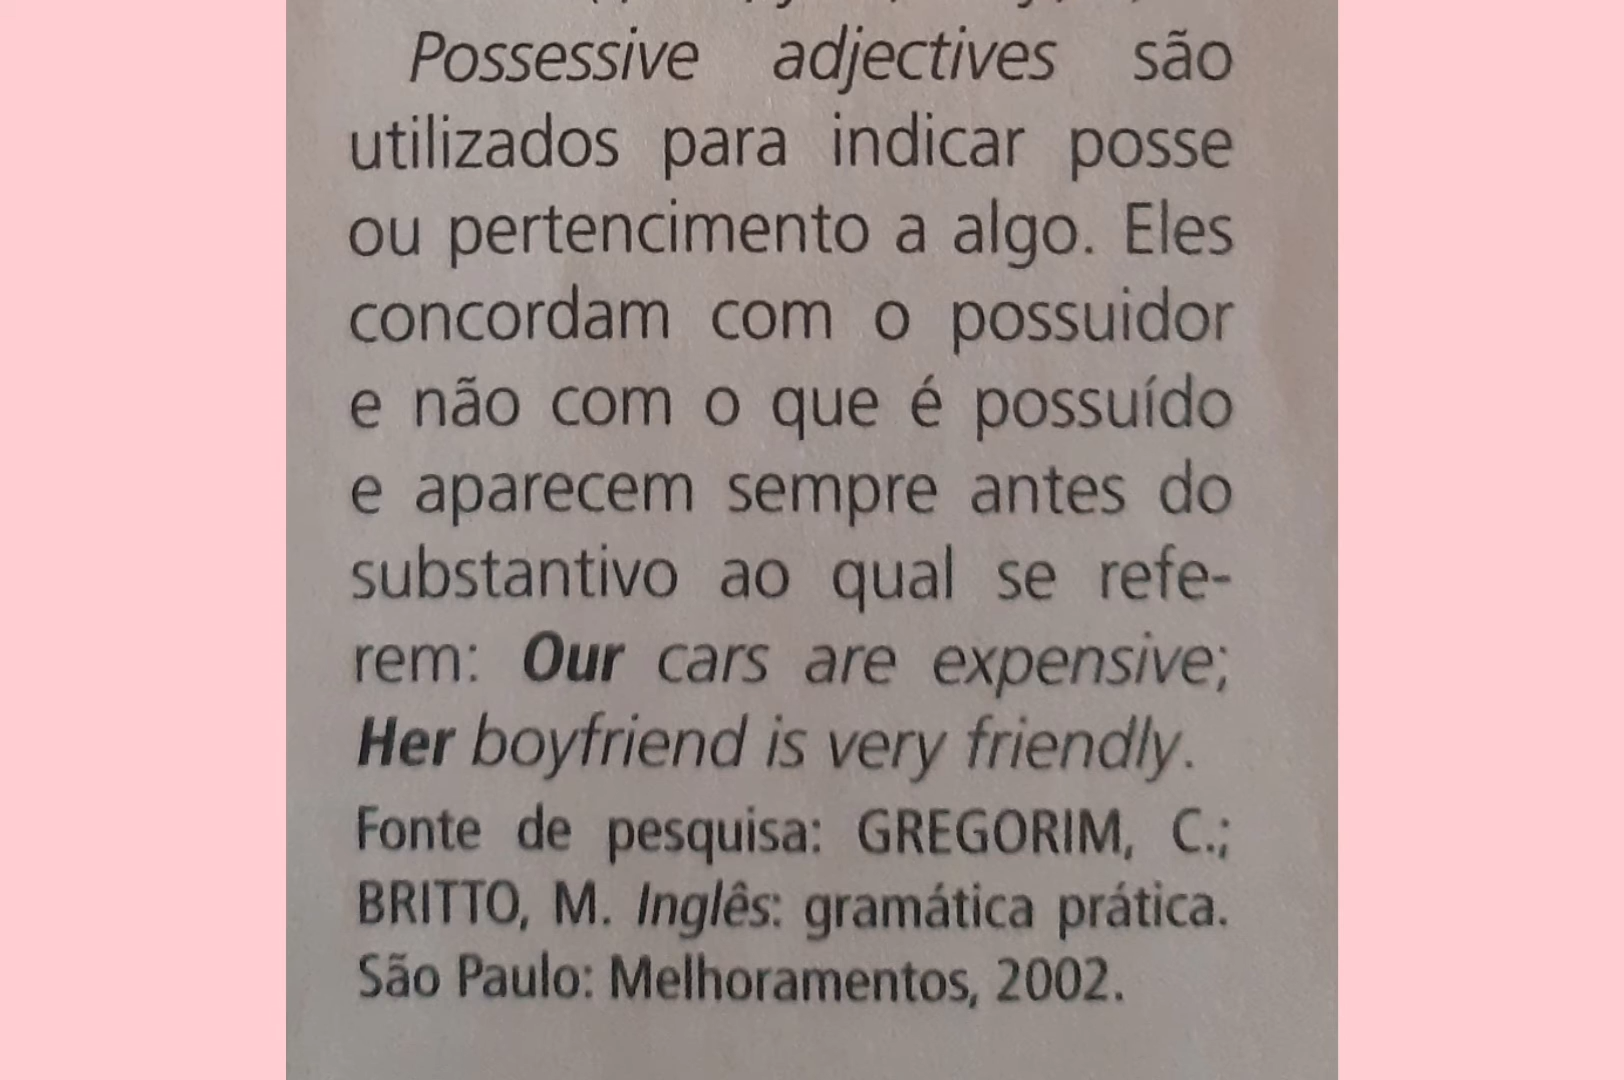 Possessive adjectives são
utilizados para indicar posse
ou pertencimento a algo. Eles
concordam com o possuidor
e não com o que é possuído
e aparecem sempre antes do
substantivo ao qual se refe-
rem: Our cars are expensive;
Her boyfriend is very friendly.
Fonte de pesquisa: GREGORIM, C.;
BRITTO, M. Inglês: gramática prática.
São Paulo: Melhoramentos, 2002.